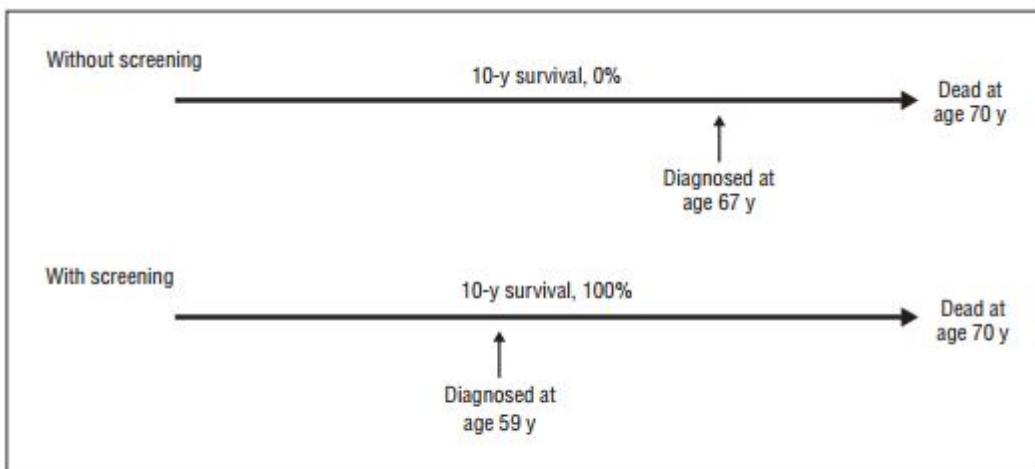 Without screening
10-y survival, 0%
Dead at
age 70 y
Diagnosed at
age 67 y
With screening
10-y survival, 100%
Dead at
age 70 y
Diagnosed at
age 59 y